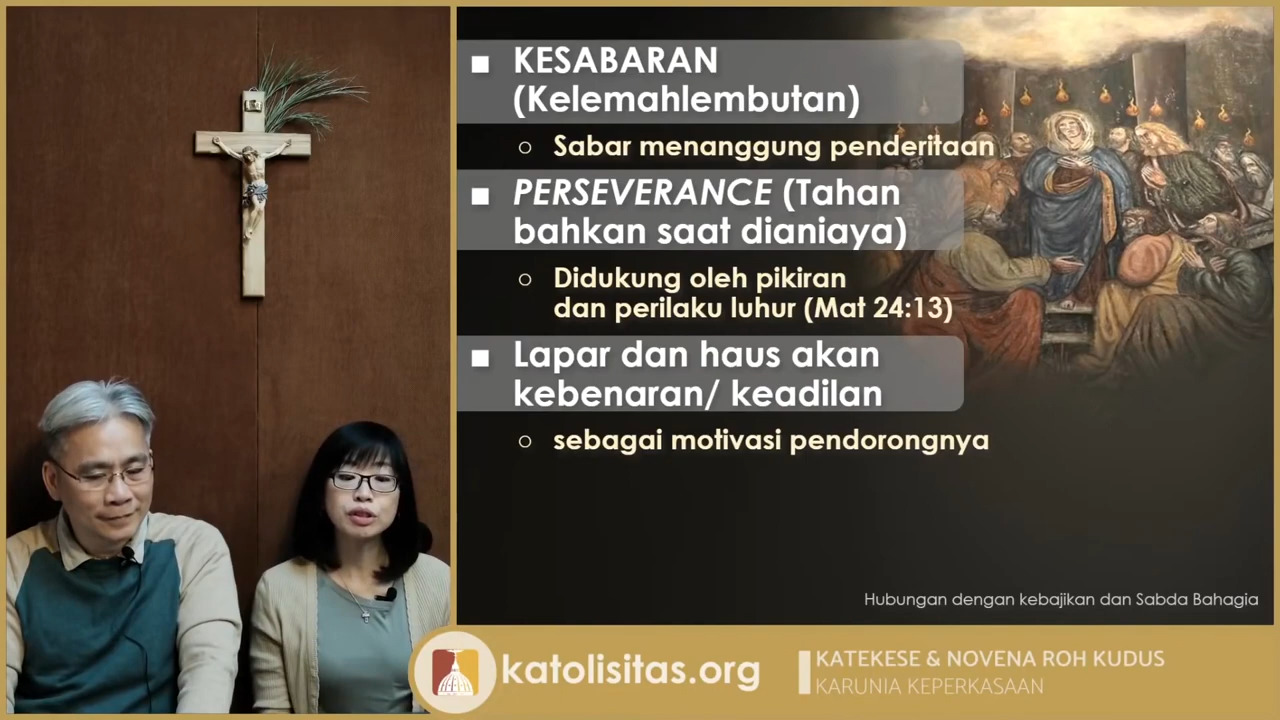 KESABARAN
(Kelemahlembutan)
Sabar menanggung penderitaan
PERSEVERANCE (Tahan
bahkan saat dianiaya)
Didukung oleh pikiran
dan perilaku luhur (Mat 24:13)
Lapar dan haus akan
kebenaran/ keadilan
sebagai motivasi pendorongnya
Hubungan dengan kebajikan dan Sabda Bahagia
katolisitas.org
KATEKESE & NOVENA ROH KUDUS
KARUNIA KEPERKASAAN